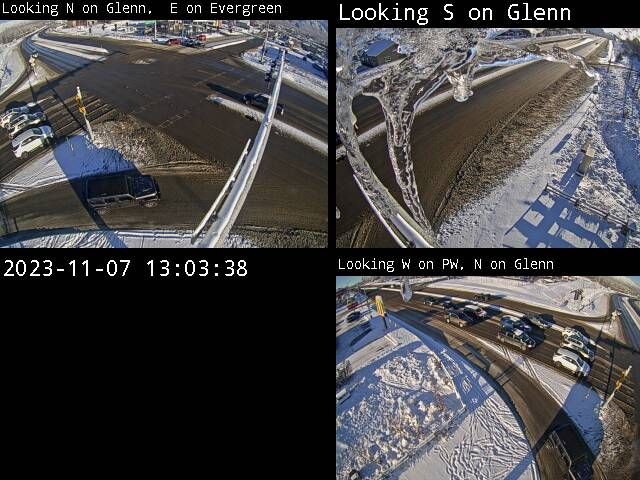 Looking N on Glenn,  E on Evergreen
Looking S on Glenn
2023-11-07 13:03:38
Looking W on PW, N on Glenn